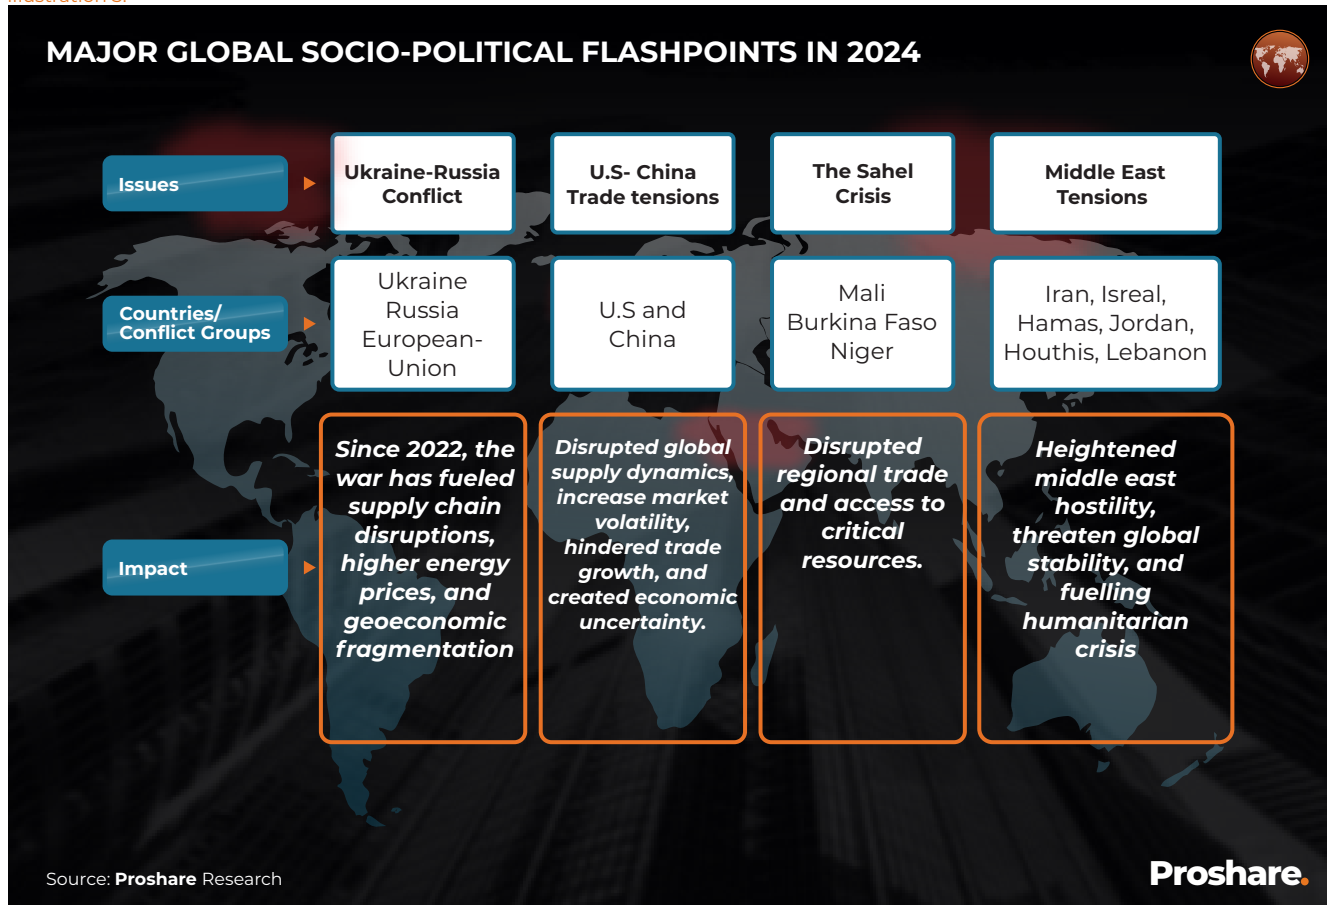 MAJOR GLOBAL SOCIO-POLITICAL FLASHPOINTS IN 2024
Issues
Ukraine-Russia
Conflict
U.S- China
Trade tensions
The Sahel
Crisis
Middle East
Tensions
Countries/
Conflict Groups
Ukraine
Russia
European-
Union
U.S and
China
Mali
Burkina Faso
Niger
Iran, Isreal,
Hamas, Jordan,
Houthis, Lebanon
Impact
Since 2022, the
war has fueled
supply chain
disruptions,
higher energy
prices, and
geoeconomic
fragmentation
Disrupted global
supply dynamics,
increase market
volatility,
hindered trade
growth, and
created economic
uncertainty.
Disrupted
regional trade
and access to
critical
resources.
Heightened
middle east
hostility,
threaten global
stability, and
fuelling
humanitarian
crisis
Source: Proshare Research
Proshare.